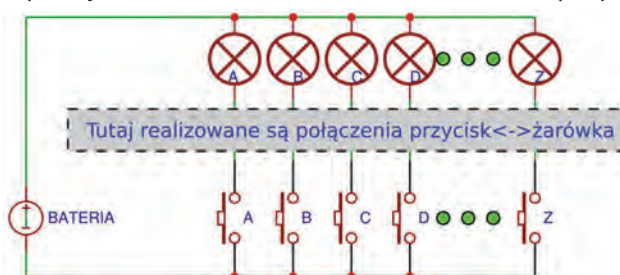 A B C D Z
Tutaj realizowane są połączenia przycisk<->żarówka
BATERIA A B C D Z